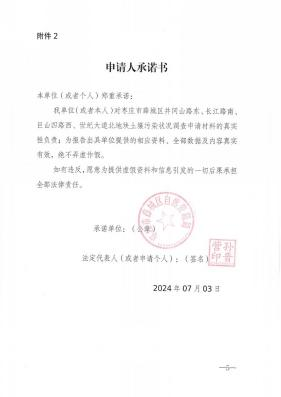 附件 2
申请人承诺书
本单位（或者个人）郑重承诺：
我单位（或者本人）对枣庄市薛城区井冈山路东、长江路南、
巨山四路西、世纪大道北地块土壤污染状况调查申请材料的真实
性负责；为报告出具单位提供的相应资料、全部数据及内容真实
有效，绝不弄虚作假。
如有违反，愿意为提供虚假资料和信息引发的一切后果承担
全部法律责任。
承诺单位：（公章）
法定代表人（或者申请个人）：（签名）
2024 年 07 月 03 日
—5—